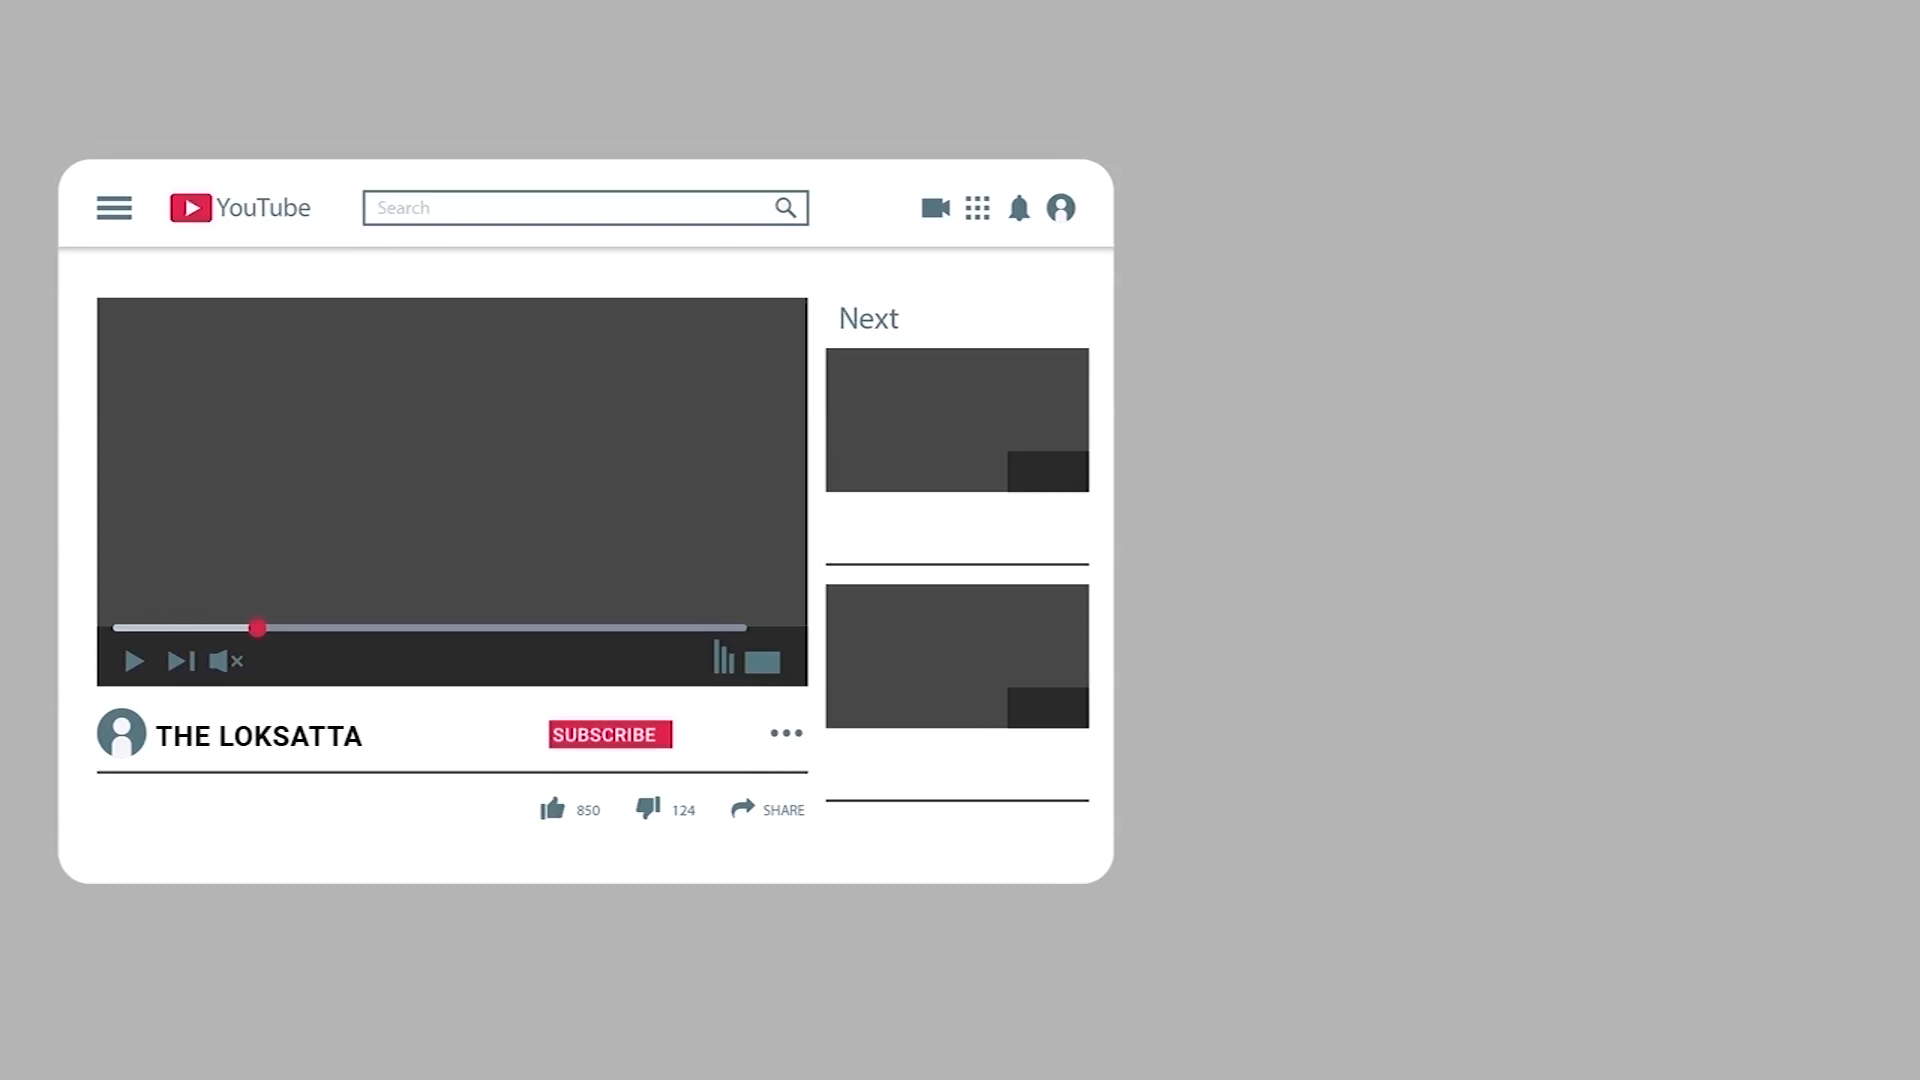 YouTube
Search
Next
THE LOKSATTA
SUBSCRIBE
850
124
SHARE